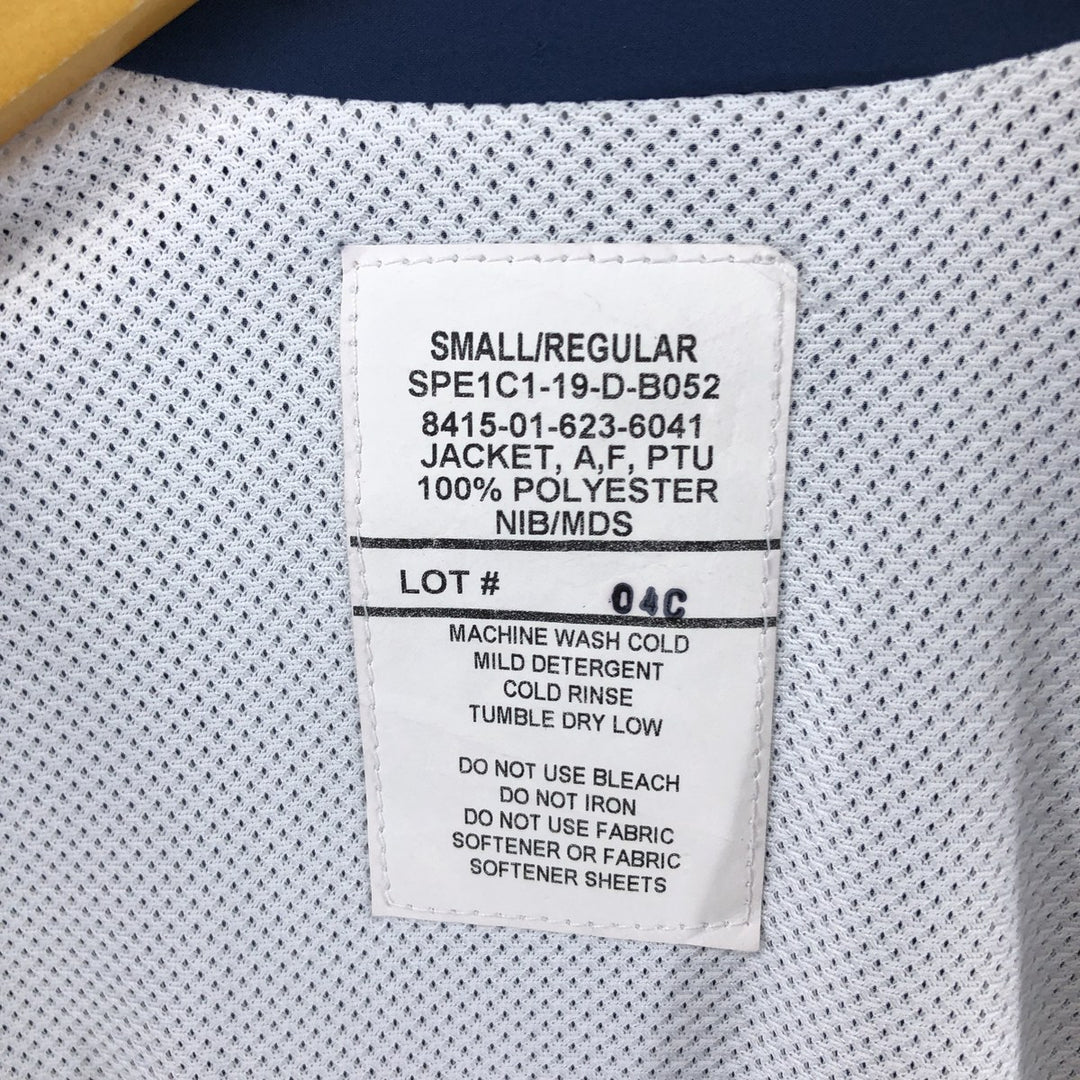 SMALL/REGULAR
SPE1C1-19-D-B052
8415-01-623-6041
JACKET, A,F, PTU
100% POLYESTER
NIB/MDS
LOT # 04C
MACHINE WASH COLD
MILD DETERGENT
COLD RINSE
TUMBLE DRY LOW
DO NOT USE BLEACH
DO NOT IRON
DO NOT USE FABRIC
SOFTENER OR FABRIC
SOFTENER SHEETS